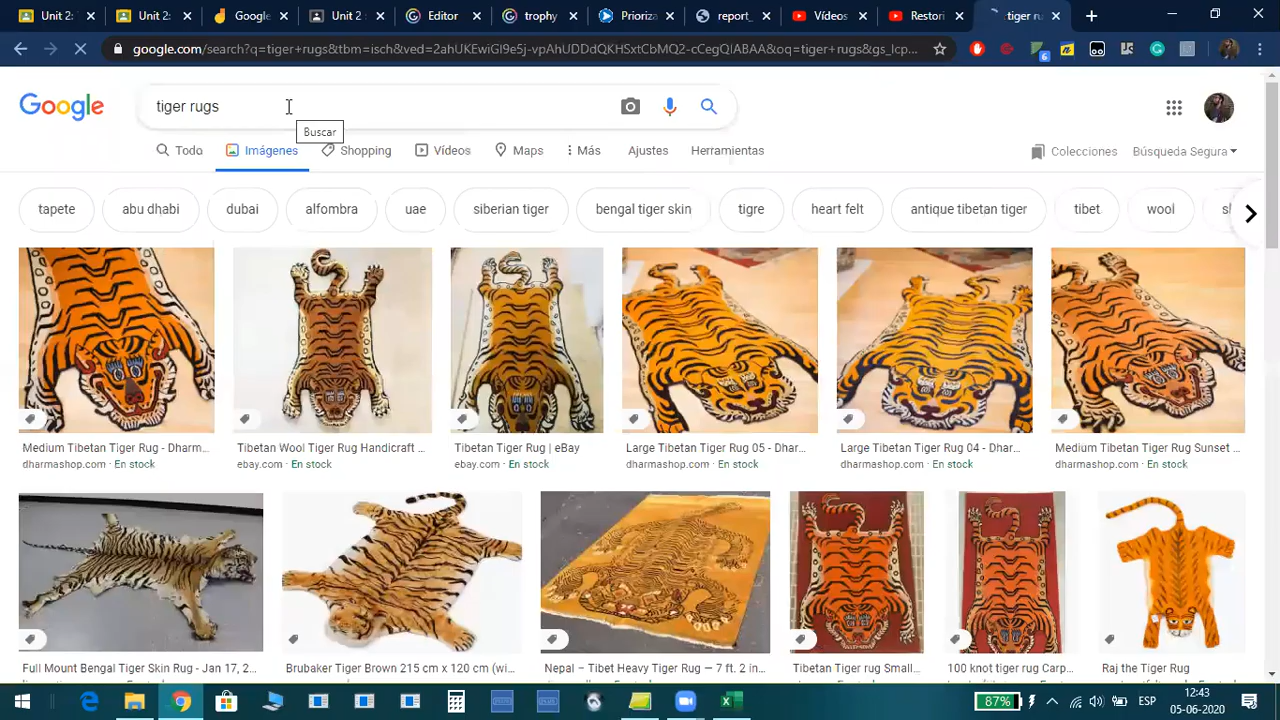 Unit 2:
Unit 2:
Google
Unit 2
Editor
trophy
Prioriza
report_
Vídeos
Restori
tiger ru
google.com/search?q=tiger+rugs&tbm=isch&ved=2ahUKEwiGl9e5j-vpAhUDDdQKHSxtCbMQ2-cCegQIABAA&oq=tiger+rugs&gs_lcp...
6
Google
tiger rugs
Buscar
Todo
Imágenes
Shopping
Vídeos
Maps
Más
Ajustes
Herramientas
Colecciones
Búsqueda Segura
tapete
abu dhabi
dubai
alfombra
uae
siberian tiger
bengal tiger skin
tigre
heart felt
antique tibetan tiger
tibet
wool
Medium Tibetan Tiger Rug - Dharm...
dharmashop.com · En stock
Tibetan Wool Tiger Rug Handicraft ...
ebay.com · En stock
Tibetan Tiger Rug | eBay
ebay.com · En stock
Large Tibetan Tiger Rug 05 - Dhar...
dharmashop.com · En stock
Large Tibetan Tiger Rug 04 - Dhar...
dharmashop.com · En stock
Medium Tibetan Tiger Rug Sunset ...
dharmashop.com · En stock
Full Mount Bengal Tiger Skin Rug - Jan 17, 2...
Brubaker Tiger Brown 215 cm x 120 cm (wi...
Nepal – Tibet Heavy Tiger Rug — 7 ft. 2 in...
Tibetan Tiger rug Small...
100 knot tiger rug Carp...
Raj the Tiger Rug
87%
ESP
12:43
05-06-2020